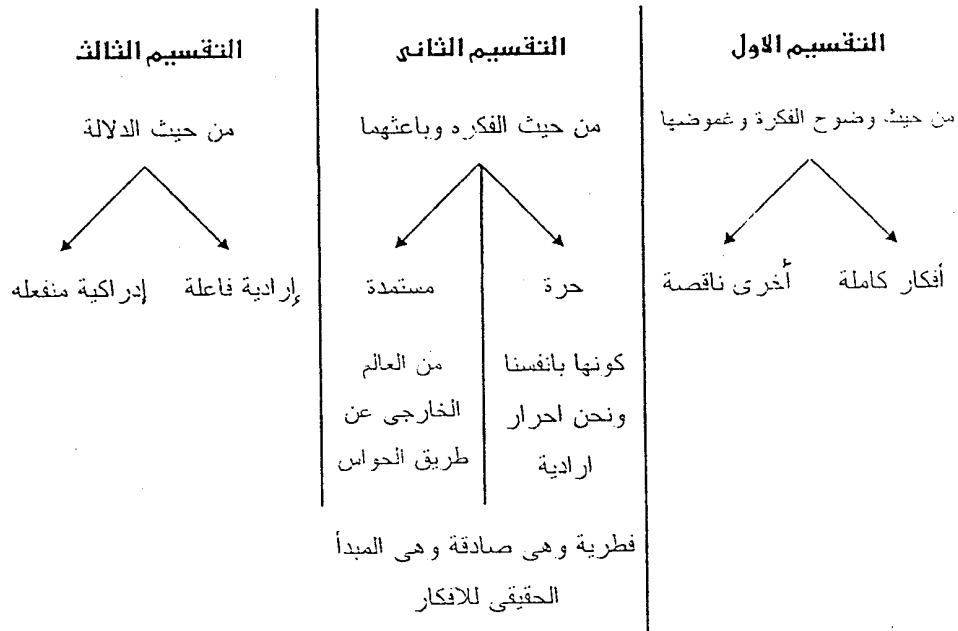 التقسيم الاول
من حيث وضوح الفكرة وغموضها
أفكار كاملة
أخرى ناقصة
التقسيم الثانى
من حيث الفكره وباعثهما
حرة
كونها بانفسنا
ونحن احرار
ارادية
مستمدة
من العالم
الخارجى عن
طريق الحواس
فطرية وهى صادقة وهى المبدأ
الحقيقى للافكار
التقسيم الثالث
من حيث الدلالة
إرادية فاعلة
إدراكية منفعله